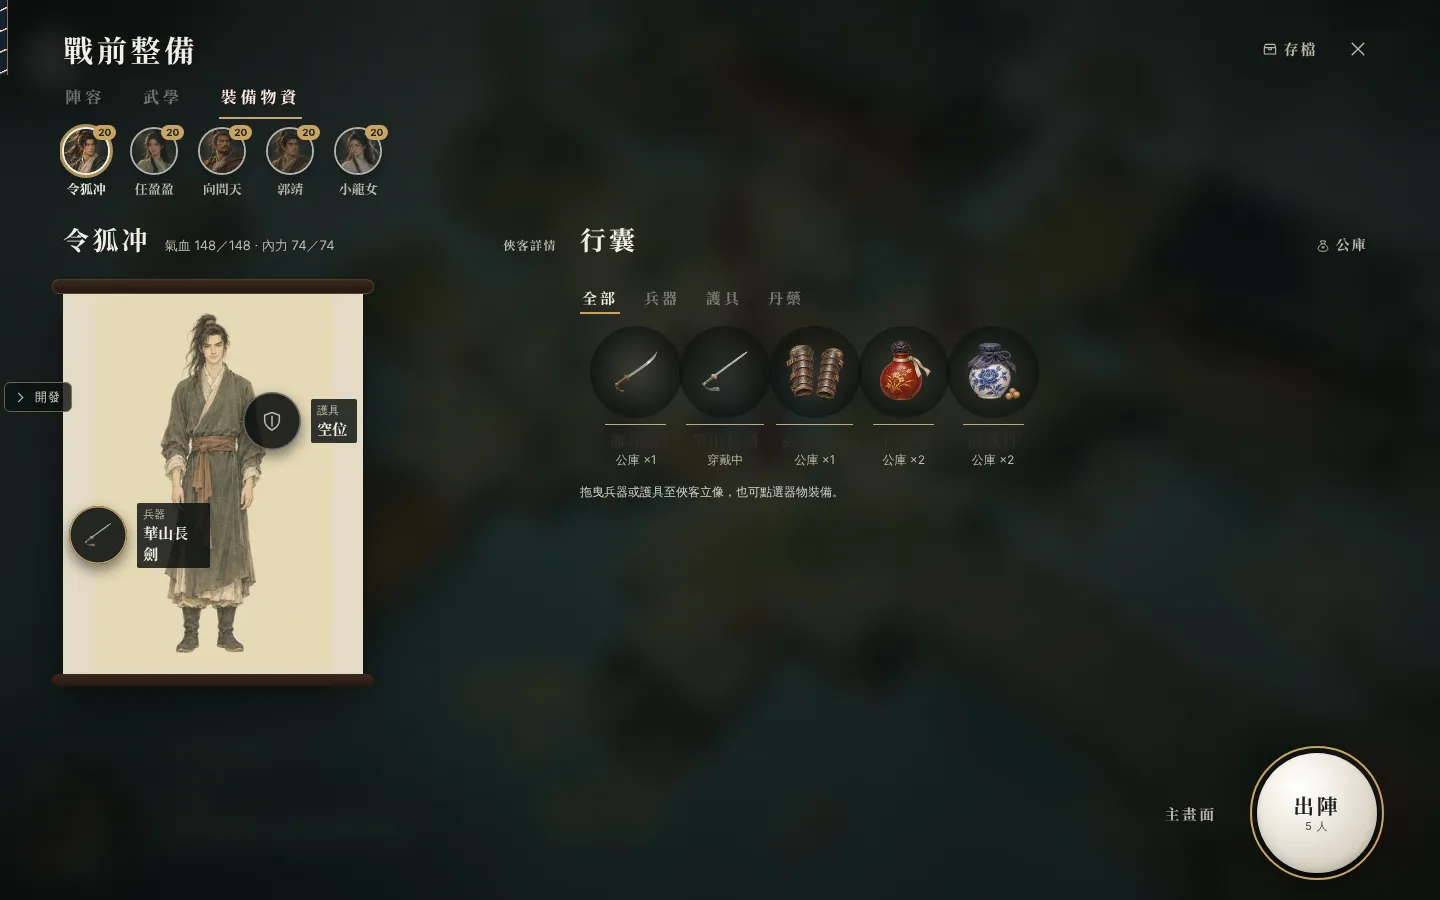 戰前整備
存檔
陣容 武學 裝備物資
20 20 20 20 20
令狐冲 任盈盈 向問天 郭靖 小龍女
令狐冲 氣血 148／148 · 內力 74／74 俠客詳情
行囊 公庫
全部 兵器 護具 丹藥
開發
護具
空位
兵器
華山長
劍
公庫 ×1 穿戴中 公庫 ×1 公庫 ×2 公庫 ×2
拖曳兵器或護具至俠客立像，也可點選器物裝備。
主畫面
出陣
5 人